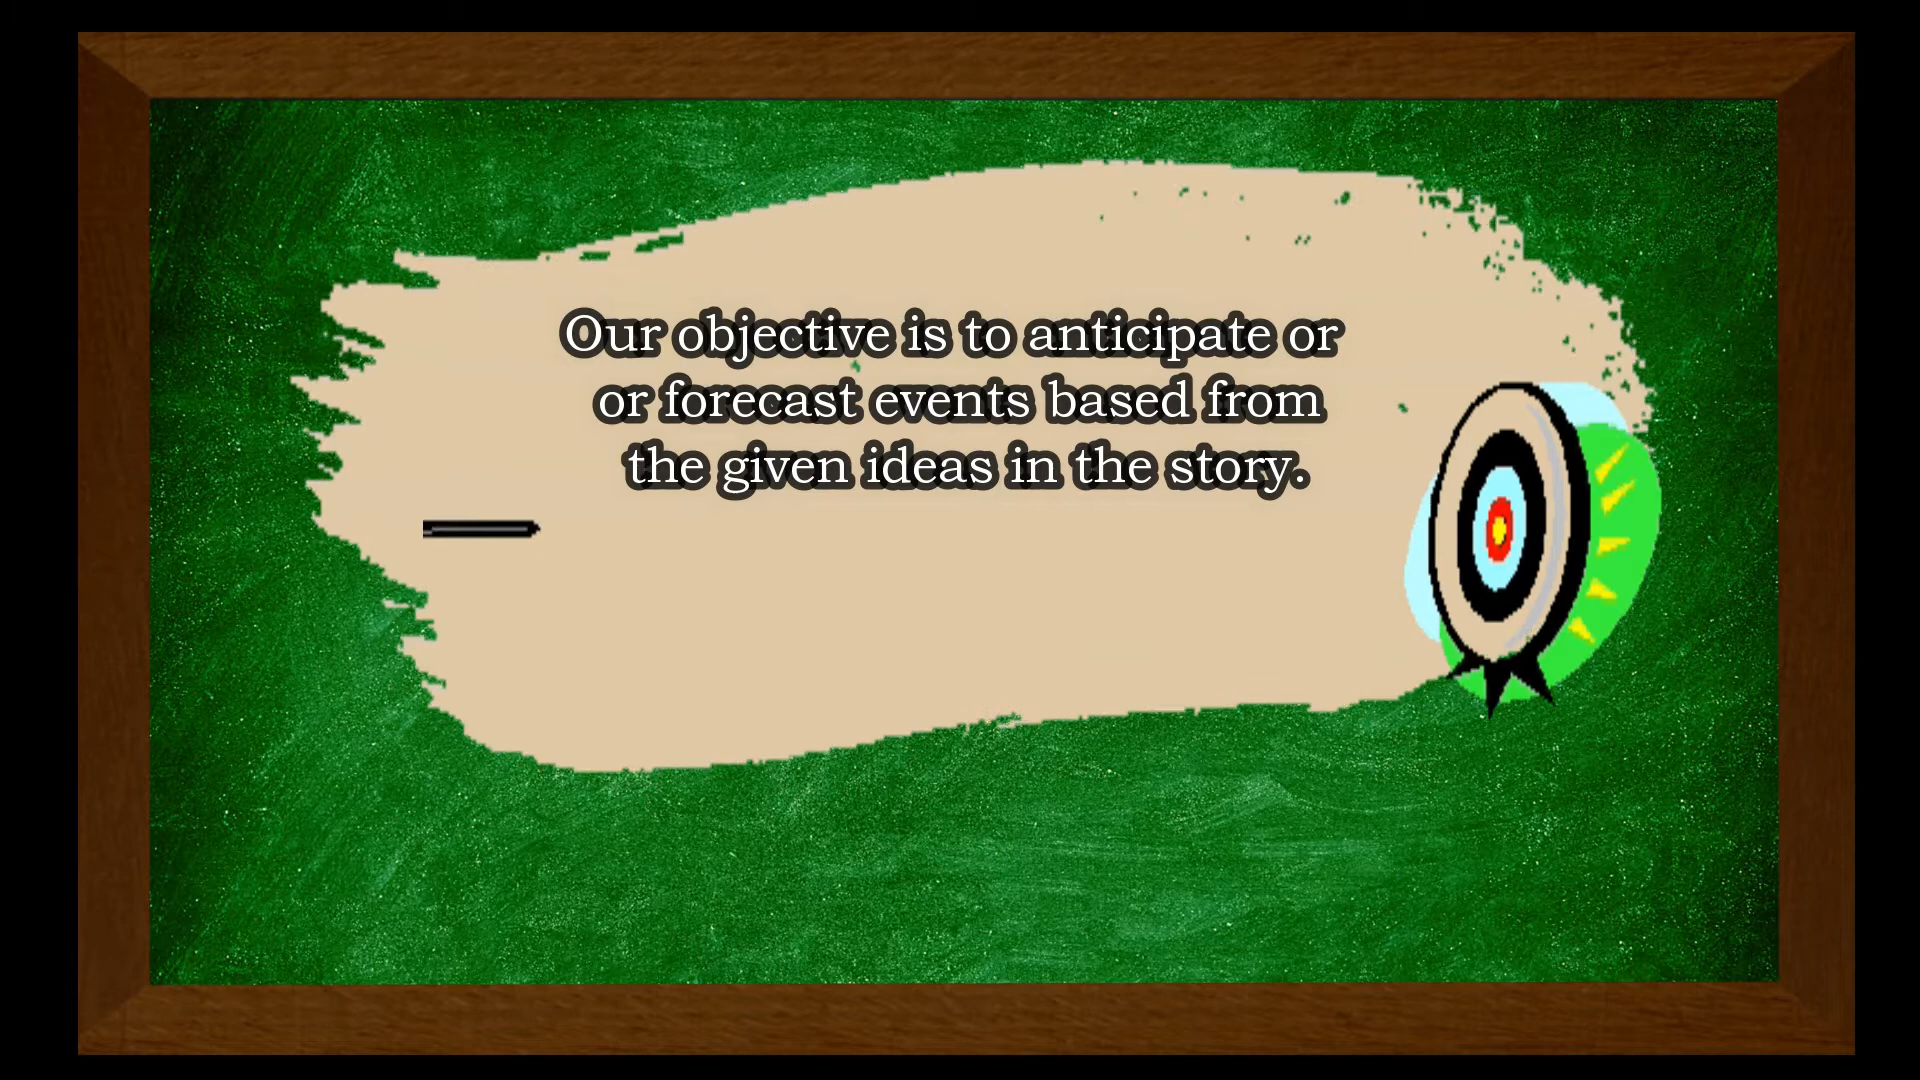 Our objective is to anticipate or
or forecast events based from
the given ideas in the story.